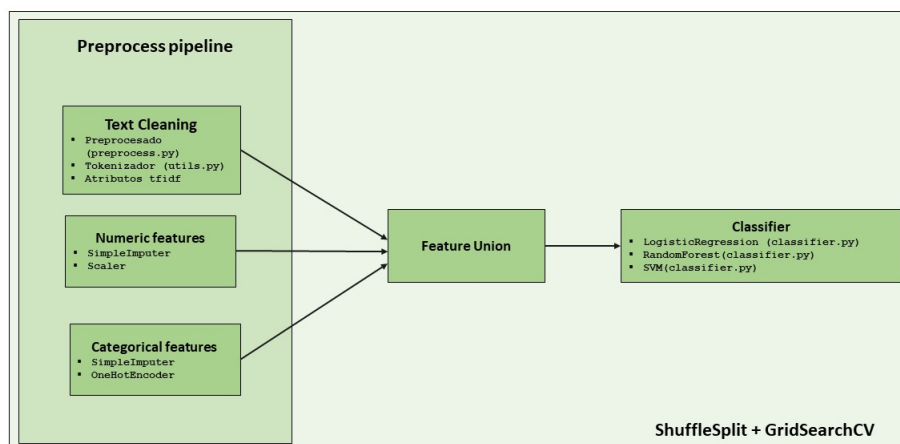 Preprocess pipeline
Text Cleaning
▪ Preprocesado
(preprocess.py)
▪ Tokenizador (utils.py)
▪ Atributos tfidf
Numeric features
▪ SimpleImputer
▪ Scaler
Categorical features
▪ SimpleImputer
▪ OneHotEncoder
Feature Union
Classifier
▪ LogisticRegression (classifier.py)
▪ RandomForest(classifier.py)
▪ SVM(classifier.py)
ShuffleSplit + GridSearchCV